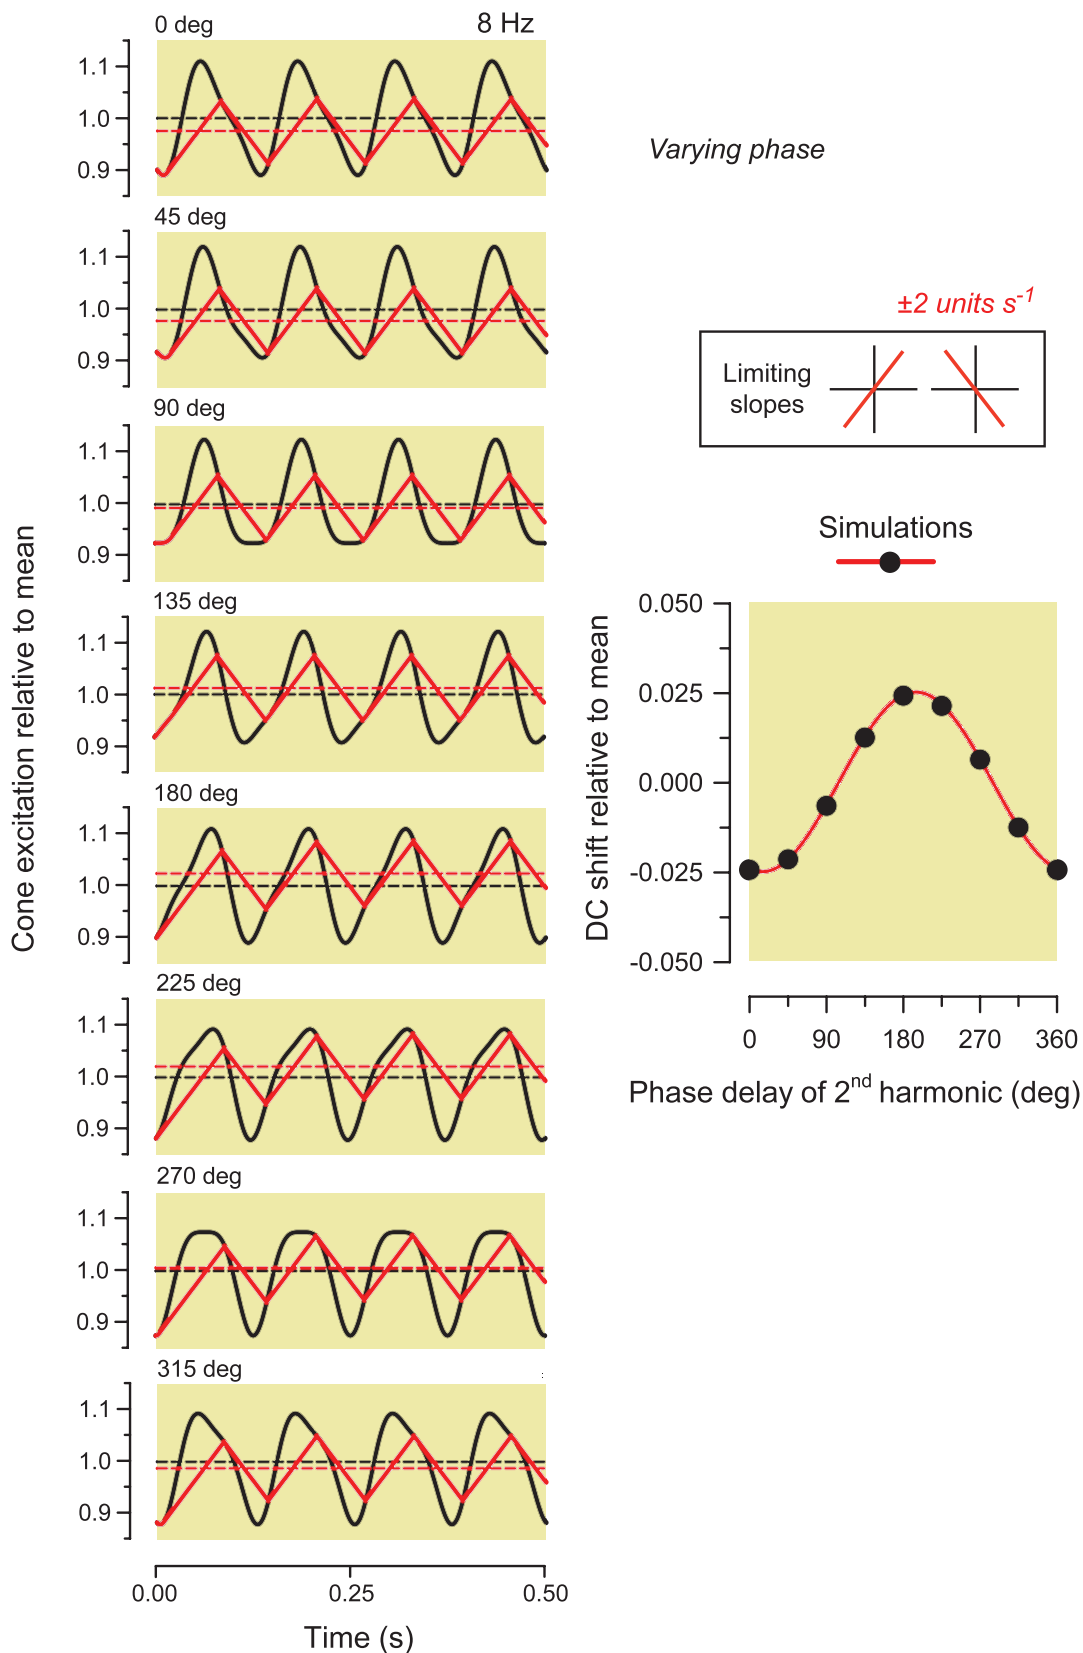 0 deg
8 Hz
1.1
1.0
0.9
45 deg
1.1
1.0
0.9
90 deg
1.1
1.0
0.9
135 deg
1.1
1.0
0.9
180 deg
1.1
1.0
0.9
225 deg
1.1
1.0
0.9
270 deg
1.1
1.0
0.9
315 deg
1.1
1.0
0.9
0.00 0.25 0.50
Time (s)
Cone excitation relative to mean
Varying phase
±2 units s⁻¹
Limiting
slopes
Simulations
0.050
0.025
0.000
-0.025
-0.050
DC shift relative to mean
0 90 180 270 360
Phase delay of 2ⁿᵈ harmonic (deg)